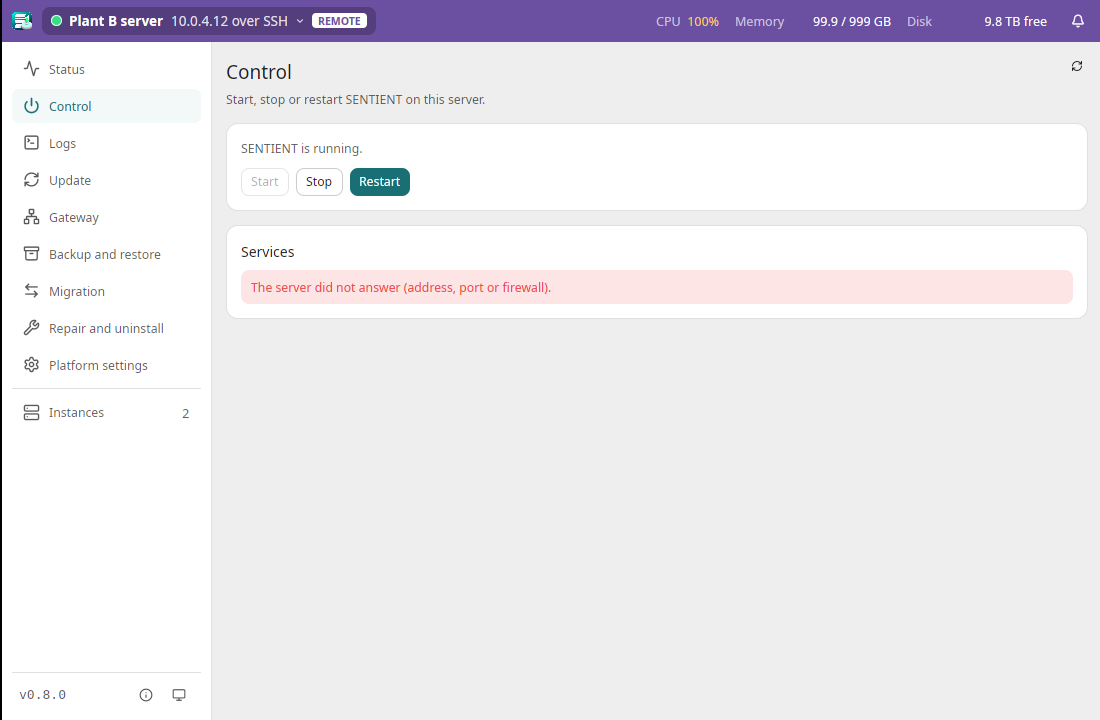 Plant B server 10.0.4.12 over SSH REMOTE CPU 100% Memory 99.9 / 999 GB Disk 9.8 TB free
Status
Control
Logs
Update
Gateway
Backup and restore
Migration
Repair and uninstall
Platform settings
Instances 2
v0.8.0
Control
Start, stop or restart SENTIENT on this server.
SENTIENT is running.
Start Stop Restart
Services
The server did not answer (address, port or firewall).